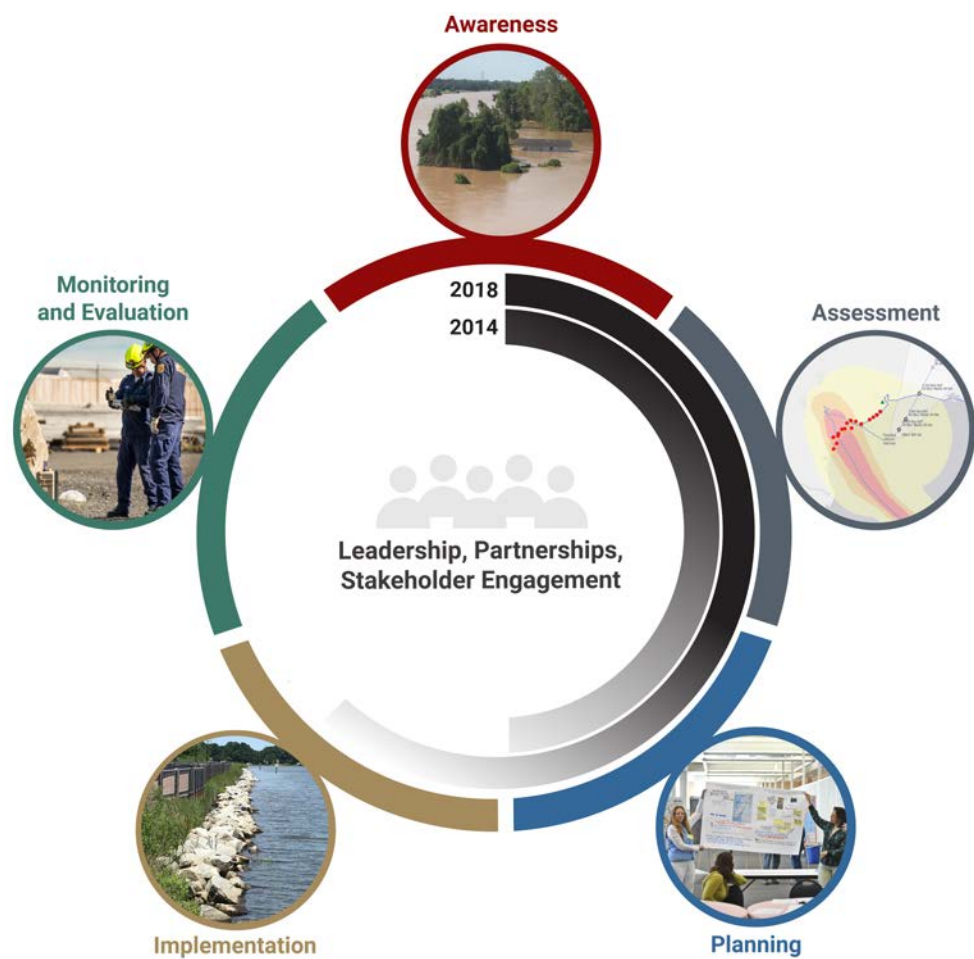 Awareness
Monitoring
and Evaluation
2018
2014
Assessment
Leadership, Partnerships,
Stakeholder Engagement
Implementation
Planning